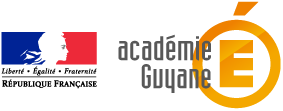 Liberté • Égalité • Fraternité
RÉPUBLIQUE FRANÇAISE
académie
Guyane
É